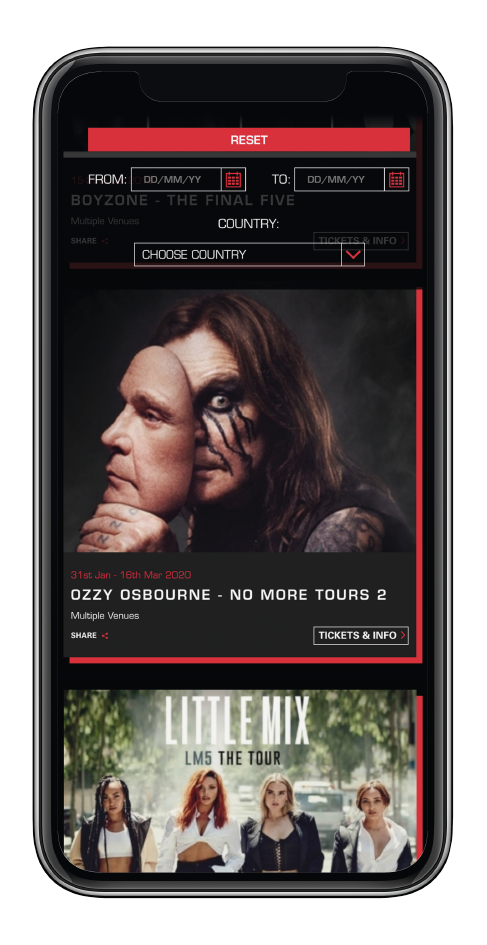 RESET
FROM: DD/MM/YY TO: DD/MM/YY
BOYZONE - THE FINAL FIVE
Multiple Venues
COUNTRY:
SHARE TICKETS & INFO
CHOOSE COUNTRY
31st Jan - 16th Mar 2020
OZZY OSBOURNE - NO MORE TOURS 2
Multiple Venues
SHARE TICKETS & INFO
LITTLE MIX
LM5 THE TOUR